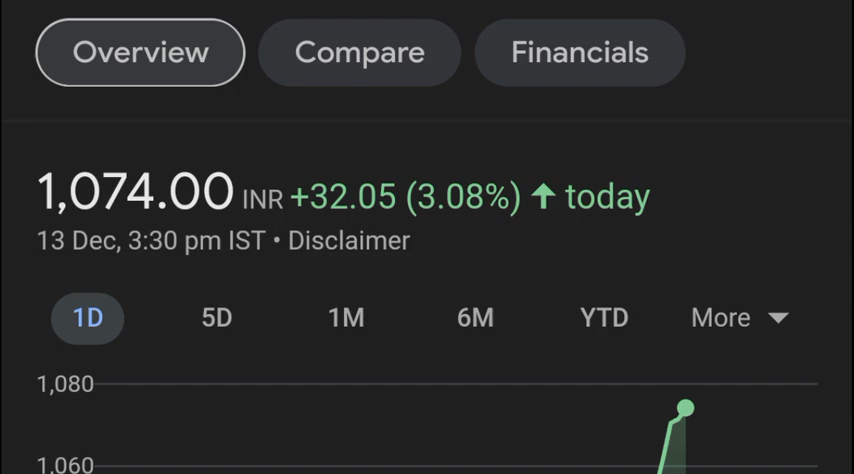 Overview Compare Financials
1,074.00 INR +32.05 (3.08%) ↑ today
13 Dec, 3:30 pm IST • Disclaimer
1D 5D 1M 6M YTD More
1,080
1,060